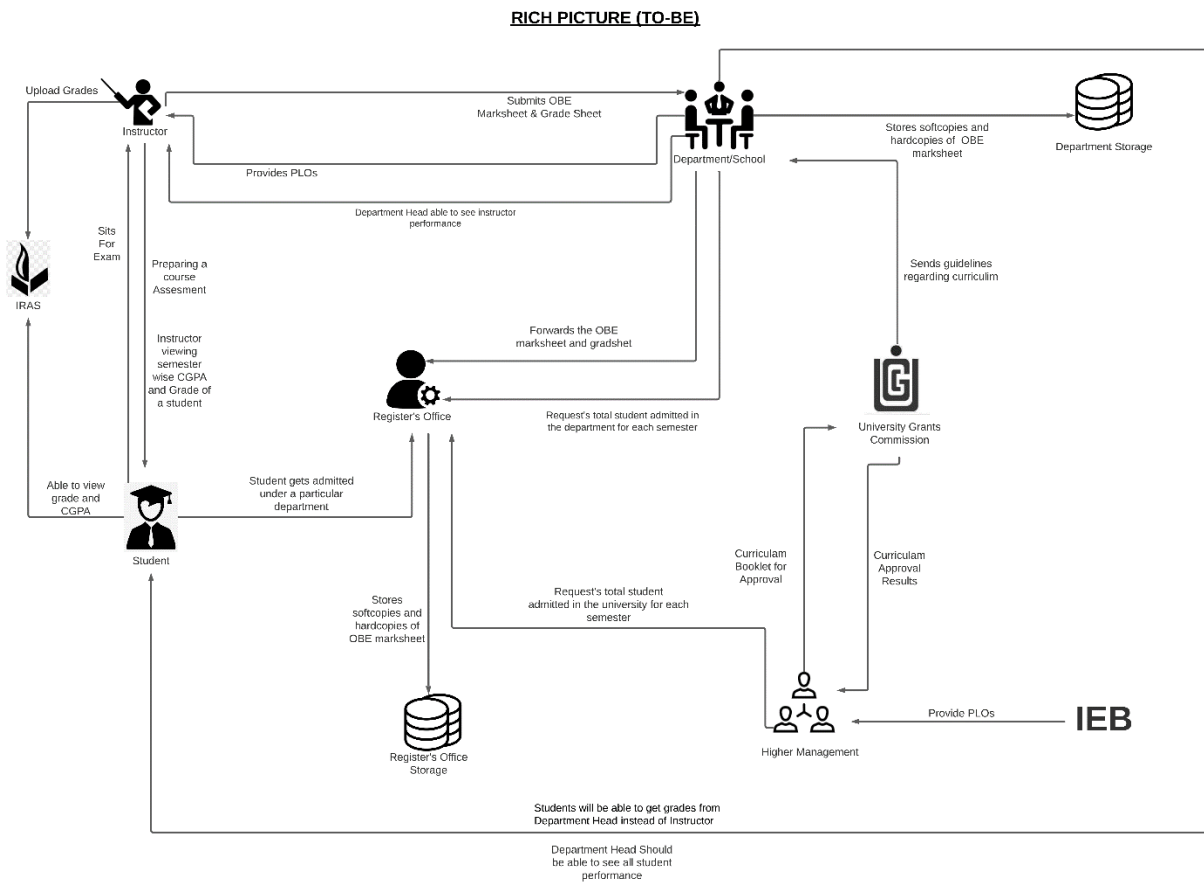 RICH PICTURE (TO-BE)
Upload Grades
Instructor
Submits OBE
Marksheet & Grade Sheet
Department/School
Stores softcopies and
hardcopies of OBE
marksheet
Department Storage
Provides PLOs
Department Head able to see instructor
performance
Sits
For
Exam
Preparing a
course
Assesment
Sends guidelines
regarding curriculim
IRAS
Instructor
viewing
semester
wise CGPA
and Grade of
a student
Forwards the OBE
marksheet and gradshet
Register's Office
Request's total student admitted in
the department for each semester
University Grants
Commission
Able to view
grade and
CGPA
Student gets admitted
under a particular
department
Student
Curriculam
Booklet for
Approval
Curriculam
Approval
Results
Stores
softcopies and
hardcopies of
OBE marksheet
Request's total student
admitted in the university for each
semester
Provide PLOs
IEB
Higher Management
Register's Office
Storage
Students will be able to get grades from
Department Head instead of Instructor
Department Head Should
be able to see all student
performance